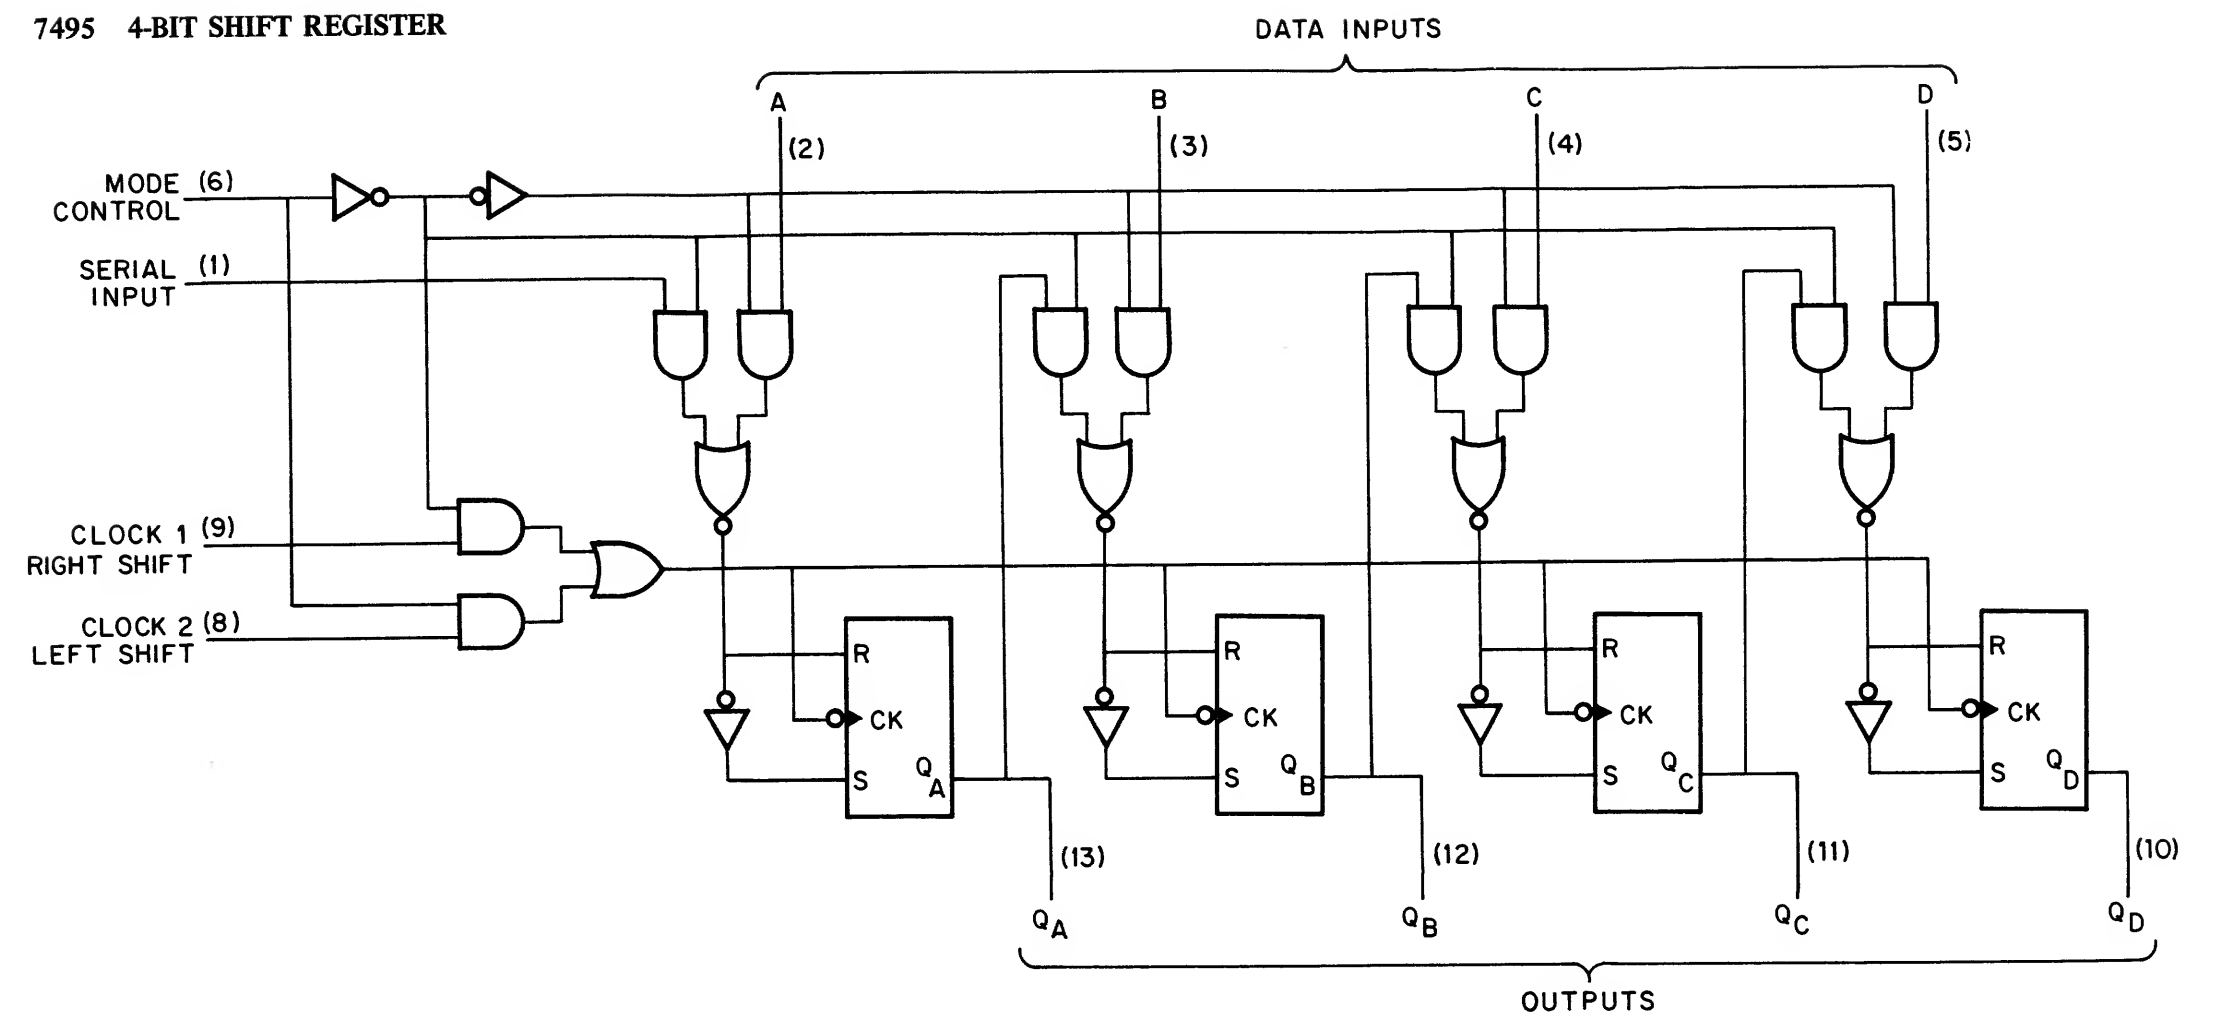 7495 4-BIT SHIFT REGISTER
DATA INPUTS
A
B
C
D
(2)
(3)
(4)
(5)
MODE CONTROL (6)
SERIAL INPUT (1)
CLOCK 1 (9)
RIGHT SHIFT
CLOCK 2 (8)
LEFT SHIFT
R
CK
S
QA
R
CK
S
QB
R
CK
S
QC
R
CK
S
QD
(13)
(12)
(11)
(10)
QA
QB
QC
QD
OUTPUTS